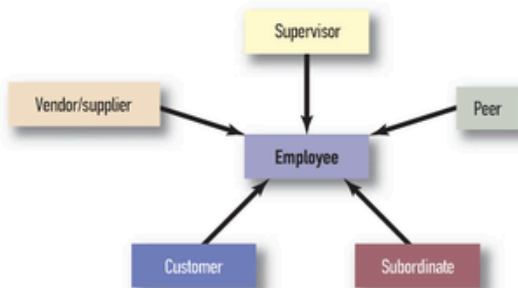 Supervisor
Vendor/supplier
Peer
Employee
Customer
Subordinate